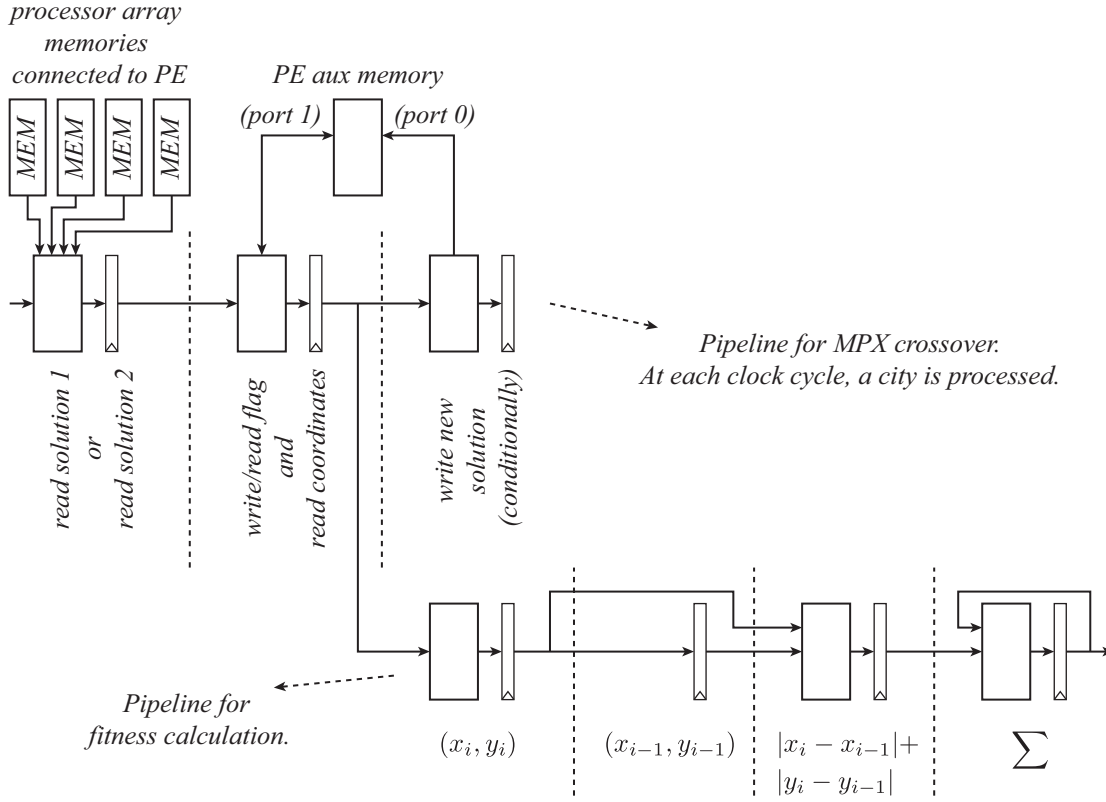 processor array
memories
connected to PE
PE aux memory
(port 1)
(port 0)
MEM
MEM
MEM
MEM
Pipeline for MPX crossover.
At each clock cycle, a city is processed.
read solution 1
or
read solution 2
write/read flag
and
read coordinates
write new
solution
(conditionally)
Pipeline for
fitness calculation.
(x_i, y_i)
(x_{i−1}, y_{i−1})
|x_i − x_{i−1}|+
|y_i − y_{i−1}|
∑